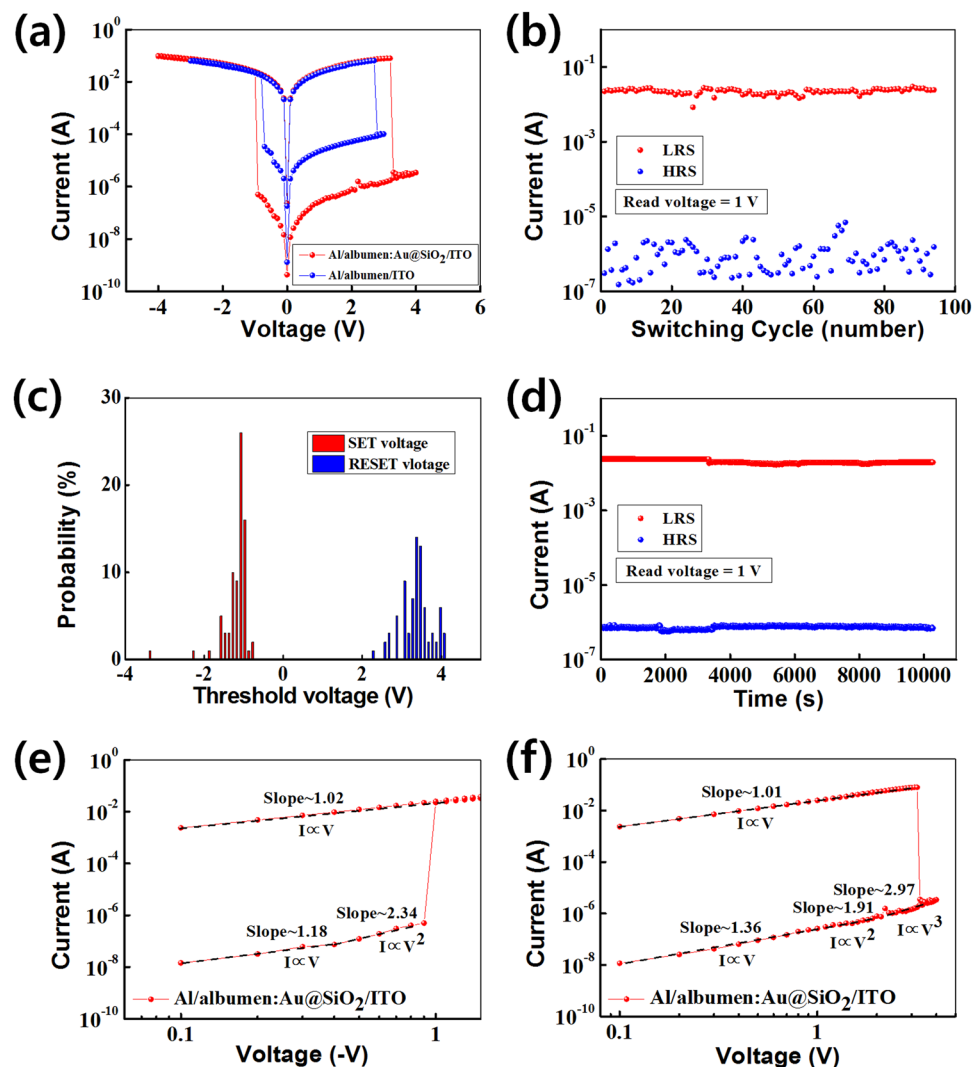 (a)
10^0
10^-2
10^-4
10^-6
10^-8
10^-10
Current (A)
-4 -2 0 2 4 6
Voltage (V)
Al/albumen:Au@SiO₂/ITO
Al/albumen/ITO
(b)
10^-1
10^-3
10^-5
10^-7
Current (A)
0 20 40 60 80 100
Switching Cycle (number)
LRS
HRS
Read voltage = 1 V
(c)
30
20
10
0
Probability (%)
-4 -2 0 2 4
Threshold voltage (V)
SET voltage
RESET vlotage
(d)
10^-1
10^-3
10^-5
10^-7
Current (A)
0 2000 4000 6000 8000 10000
Time (s)
LRS
HRS
Read voltage = 1 V
(e)
10^0
10^-2
10^-4
10^-6
10^-8
10^-10
Current (A)
0.1 1
Voltage (-V)
Slope~1.02
I∝V
Slope~2.34
Slope~1.18
I∝V
I∝V²
Al/albumen:Au@SiO₂/ITO
(f)
10^0
10^-2
10^-4
10^-6
10^-8
10^-10
Current (A)
0.1 1
Voltage (V)
Slope~1.01
I∝V
Slope~2.97
Slope~1.91
Slope~1.36
I∝V
I∝V²
I∝V³
Al/albumen:Au@SiO₂/ITO